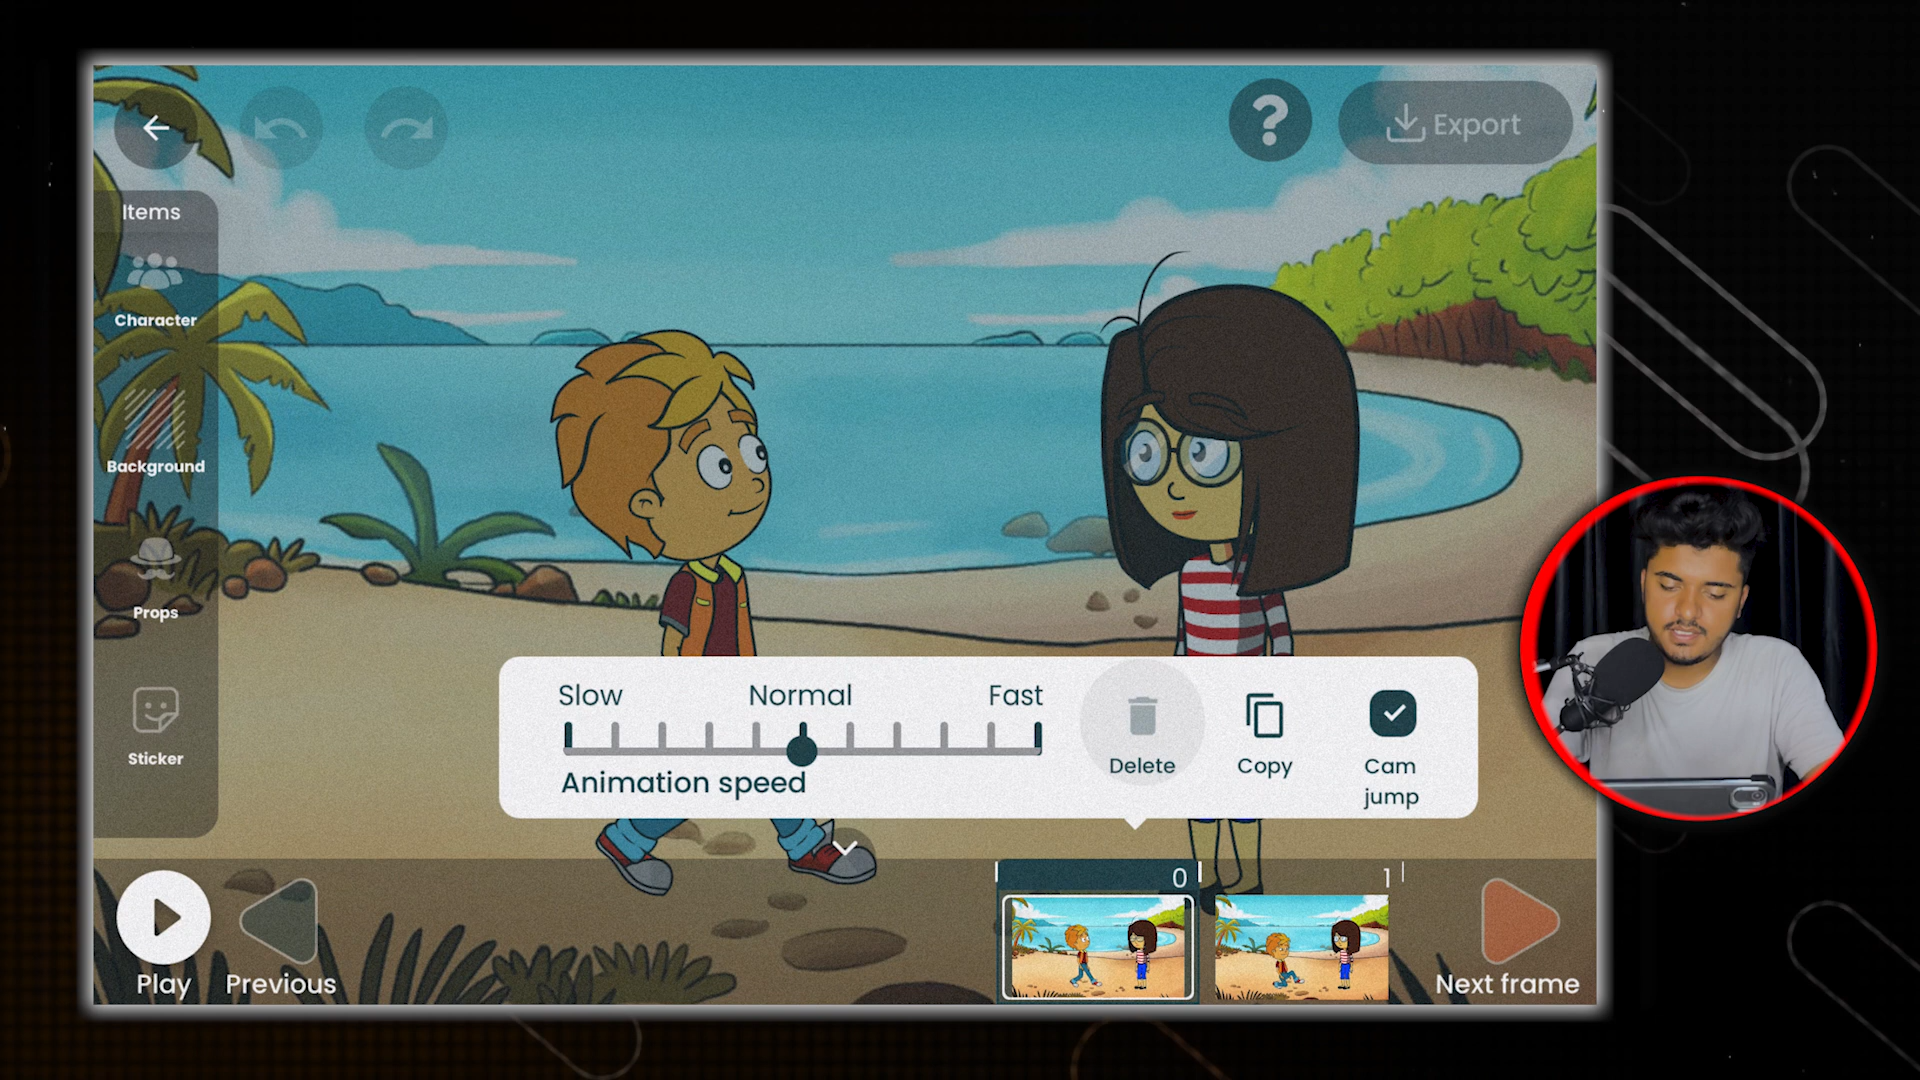 ?
Export
Items
Character
Background
Props
Sticker
Slow Normal Fast
Animation speed
Delete
Copy
Cam
jump
0
1
Play
Previous
Next frame